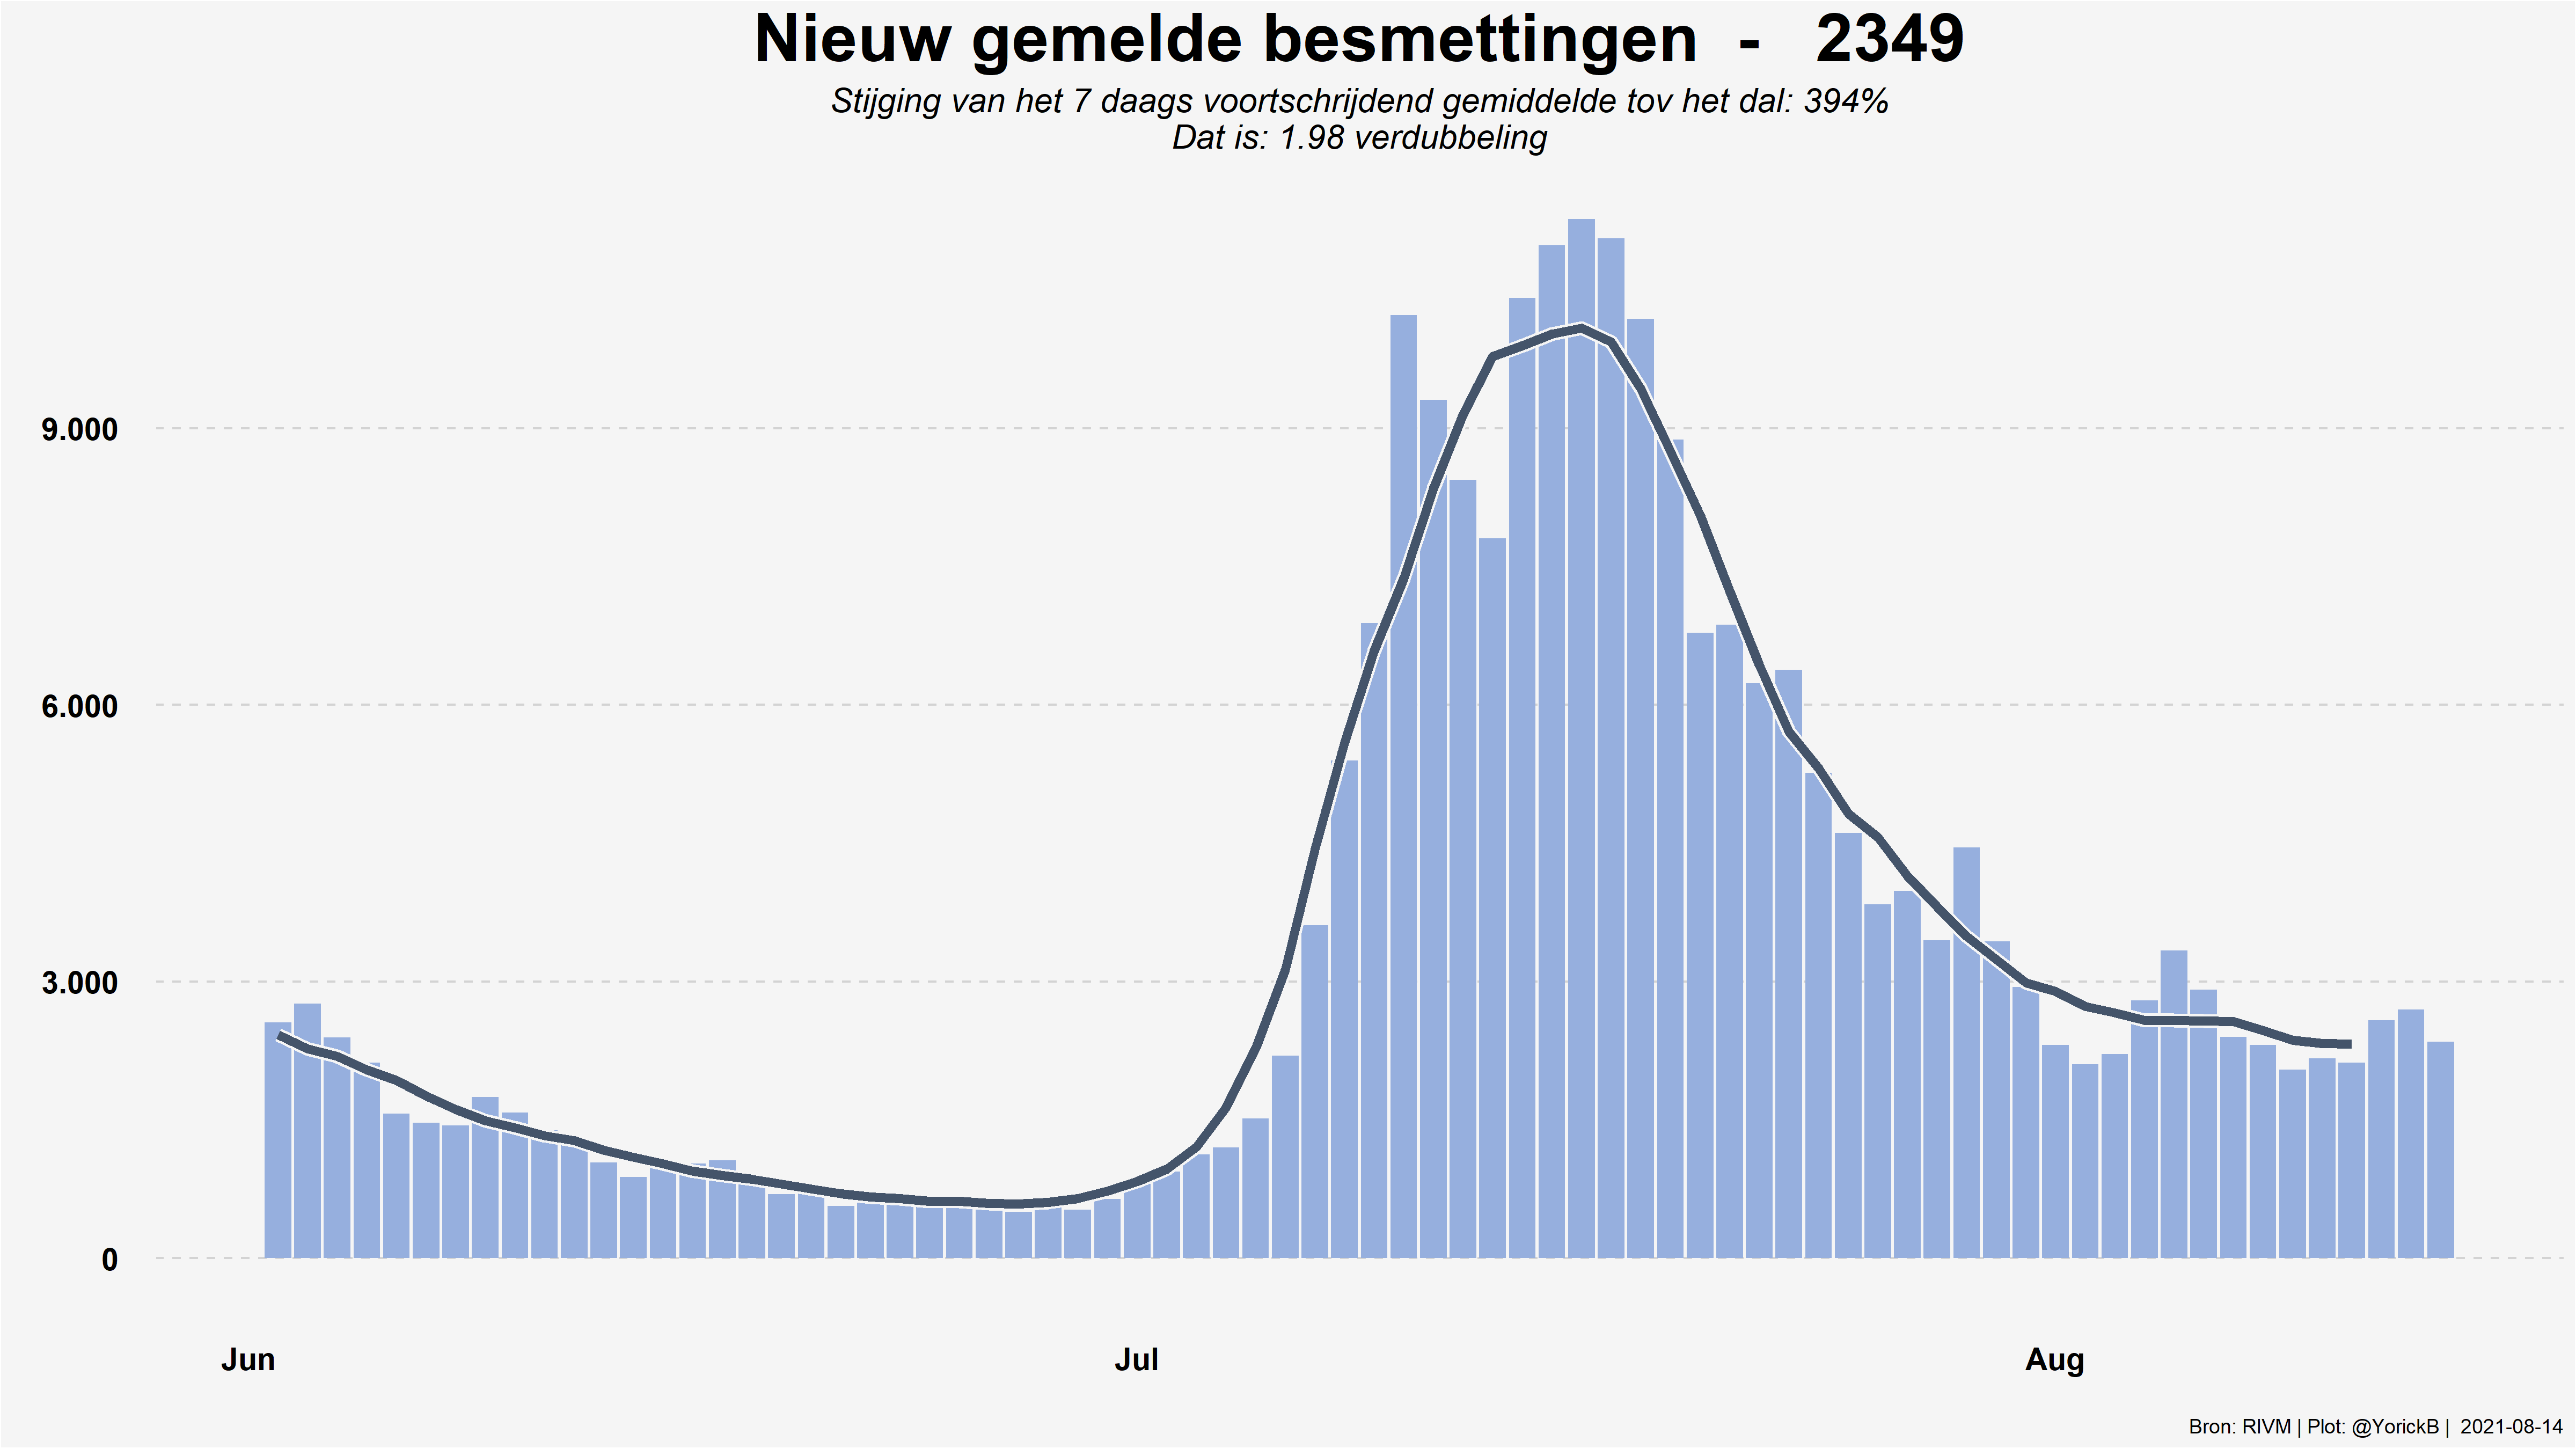 Nieuw gemelde besmettingen - 2349
Stijging van het 7 daags voortschrijdend gemiddelde tov het dal: 394%
Dat is: 1.98 verdubbeling
9.000
6.000
3.000
0
Jun Jul Aug
Bron: RIVM | Plot: @YorickB | 2021-08-14